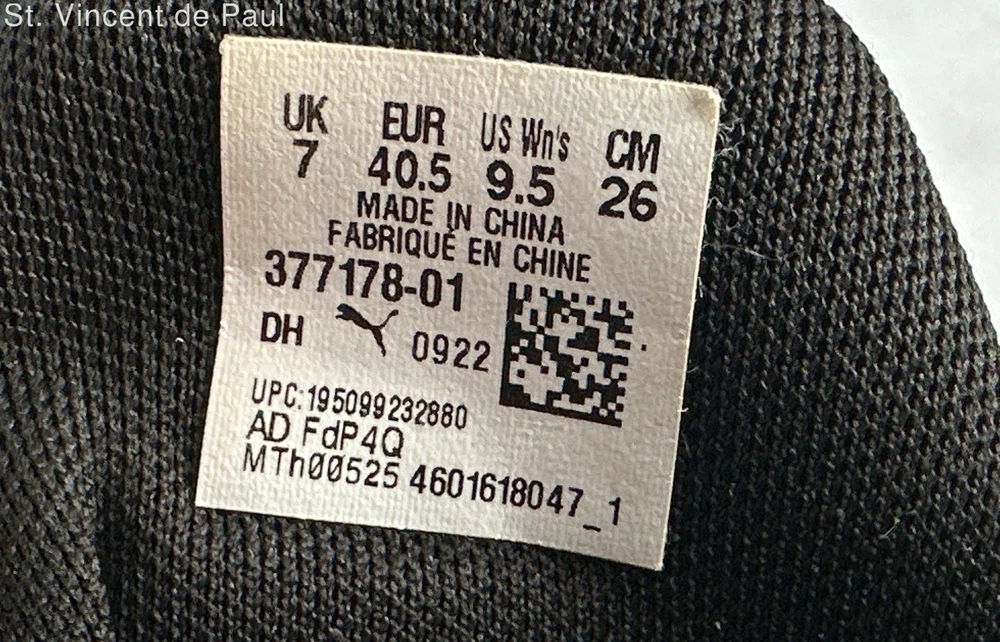 St. Vincent de Paul
UK EUR US Wn's CM
7 40.5 9.5 26
MADE IN CHINA
FABRIQUÉ EN CHINE
377178-01
DH 0922
UPC:195099232880
AD FdP4Q
MTh00525 4601618047_1